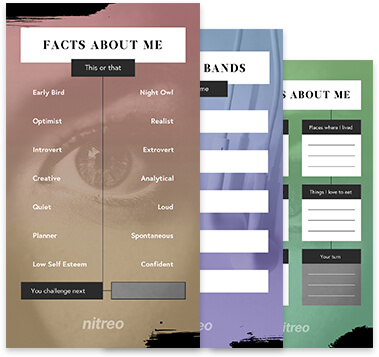 FACTS ABOUT ME
This or that
Early Bird Night Owl
Optimist Realist
Introvert Extrovert
Creative Analytical
Quiet Loud
Planner Spontaneous
Low Self Esteem Confident
You challenge next
nitreo
BANDS
me
S ABOUT ME
Places where I lived
Things I love to eat
Your turn
nitreo